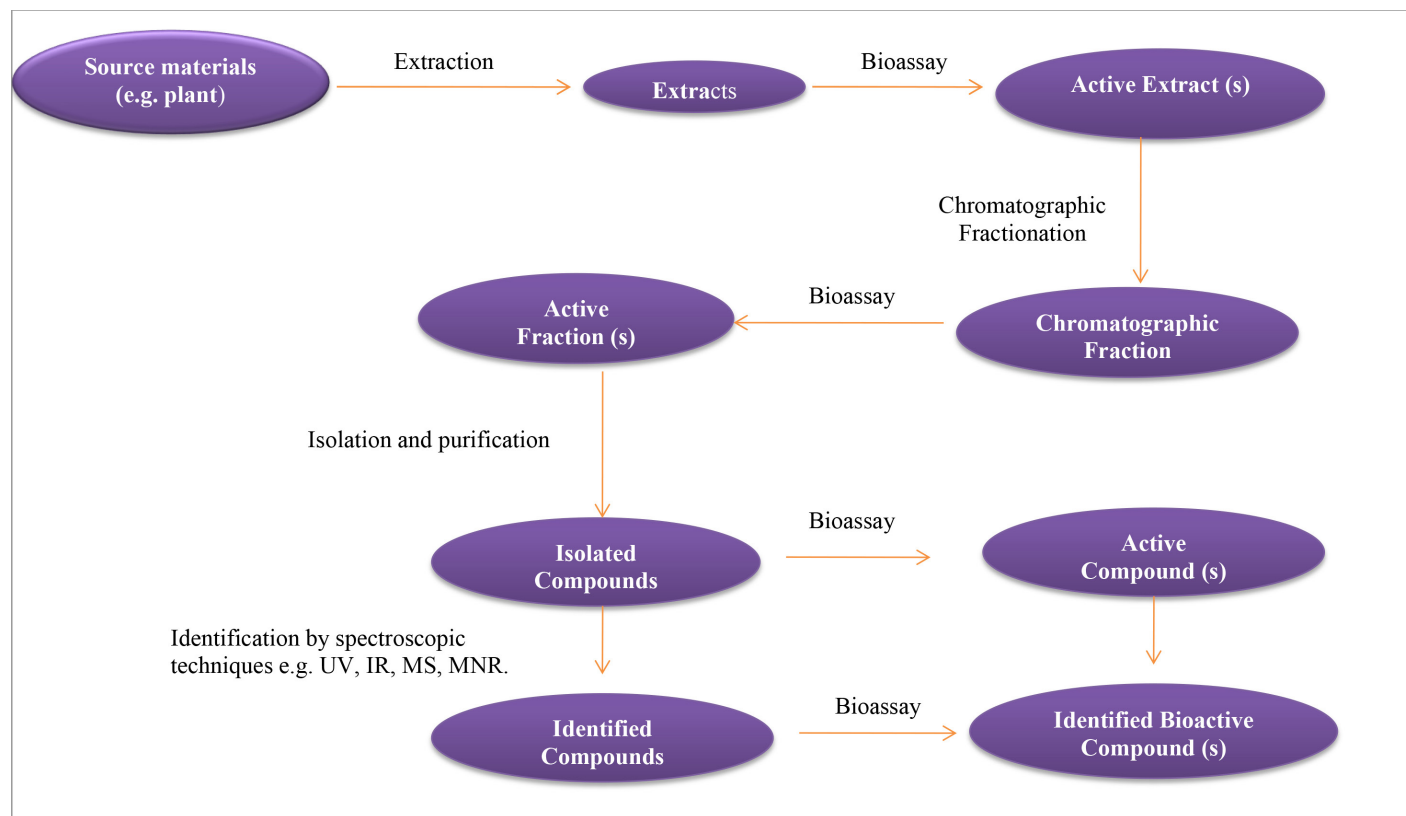 Source materials
(e.g. plant)
Extraction
Extracts
Bioassay
Active Extract (s)
Chromatographic
Fractionation
Chromatographic
Fraction
Bioassay
Active
Fraction (s)
Isolation and purification
Isolated
Compounds
Bioassay
Active
Compound (s)
Identification by spectroscopic
techniques e.g. UV, IR, MS, MNR.
Identified
Compounds
Bioassay
Identified Bioactive
Compound (s)